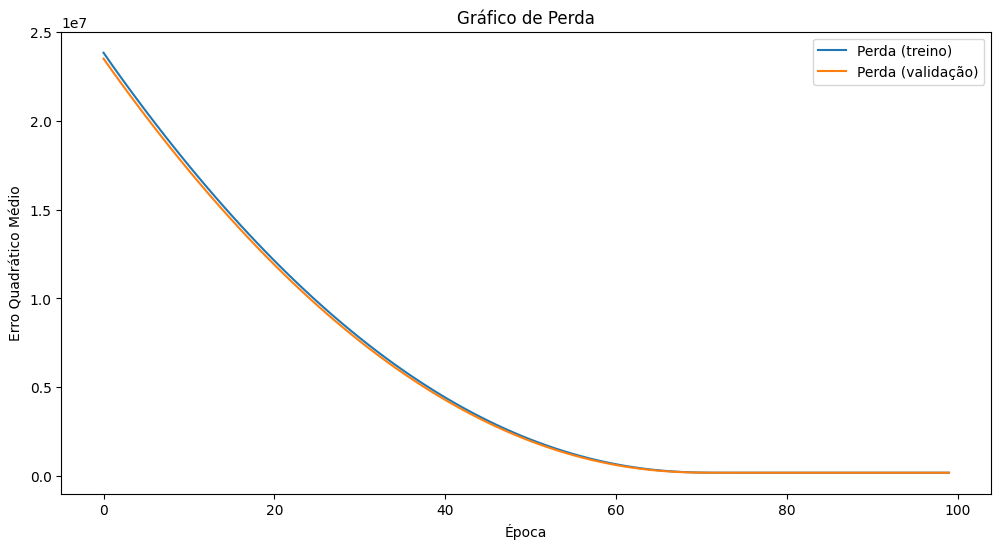 Gráfico de Perda
1e7
2.5
2.0
1.5
1.0
0.5
0.0
Erro Quadrático Médio
Perda (treino)
Perda (validação)
0
20
40
60
80
100
Época